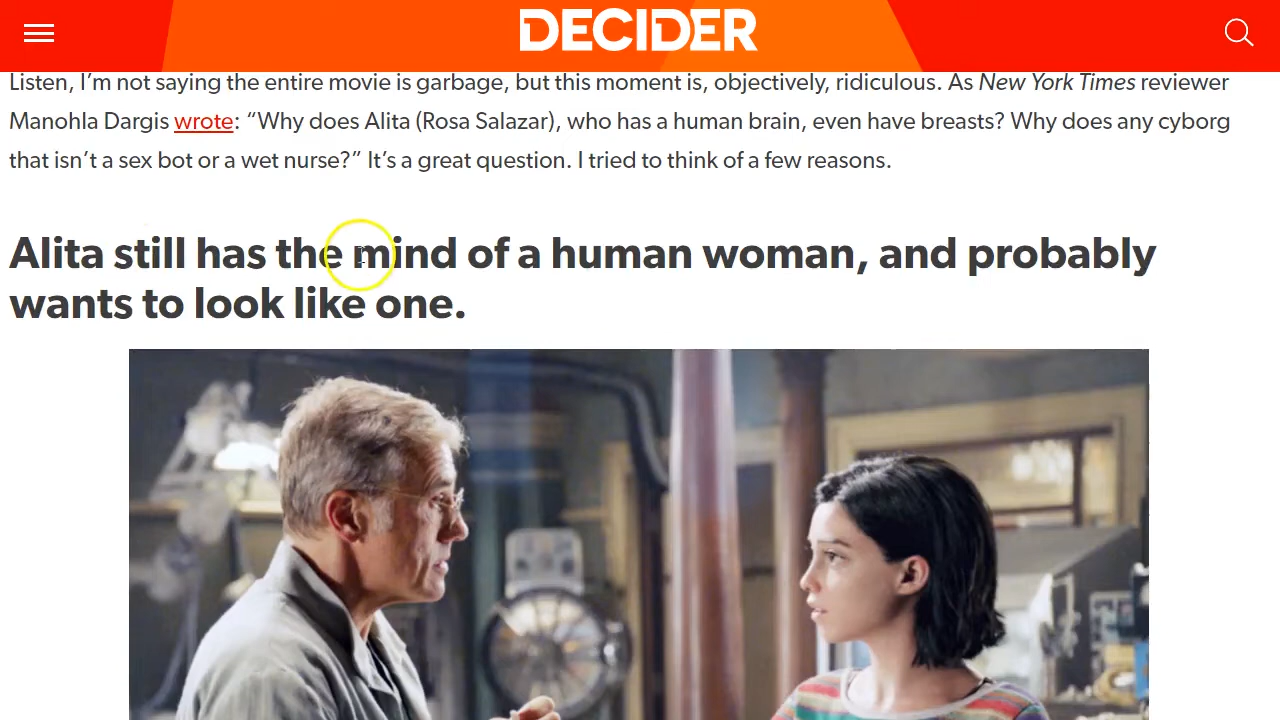 DECIDER
Listen, I’m not saying the entire movie is garbage, but this moment is, objectively, ridiculous. As New York Times reviewer
Manohla Dargis wrote: “Why does Alita (Rosa Salazar), who has a human brain, even have breasts? Why does any cyborg
that isn’t a sex bot or a wet nurse?” It’s a great question. I tried to think of a few reasons.
Alita still has the mind of a human woman, and probably
wants to look like one.